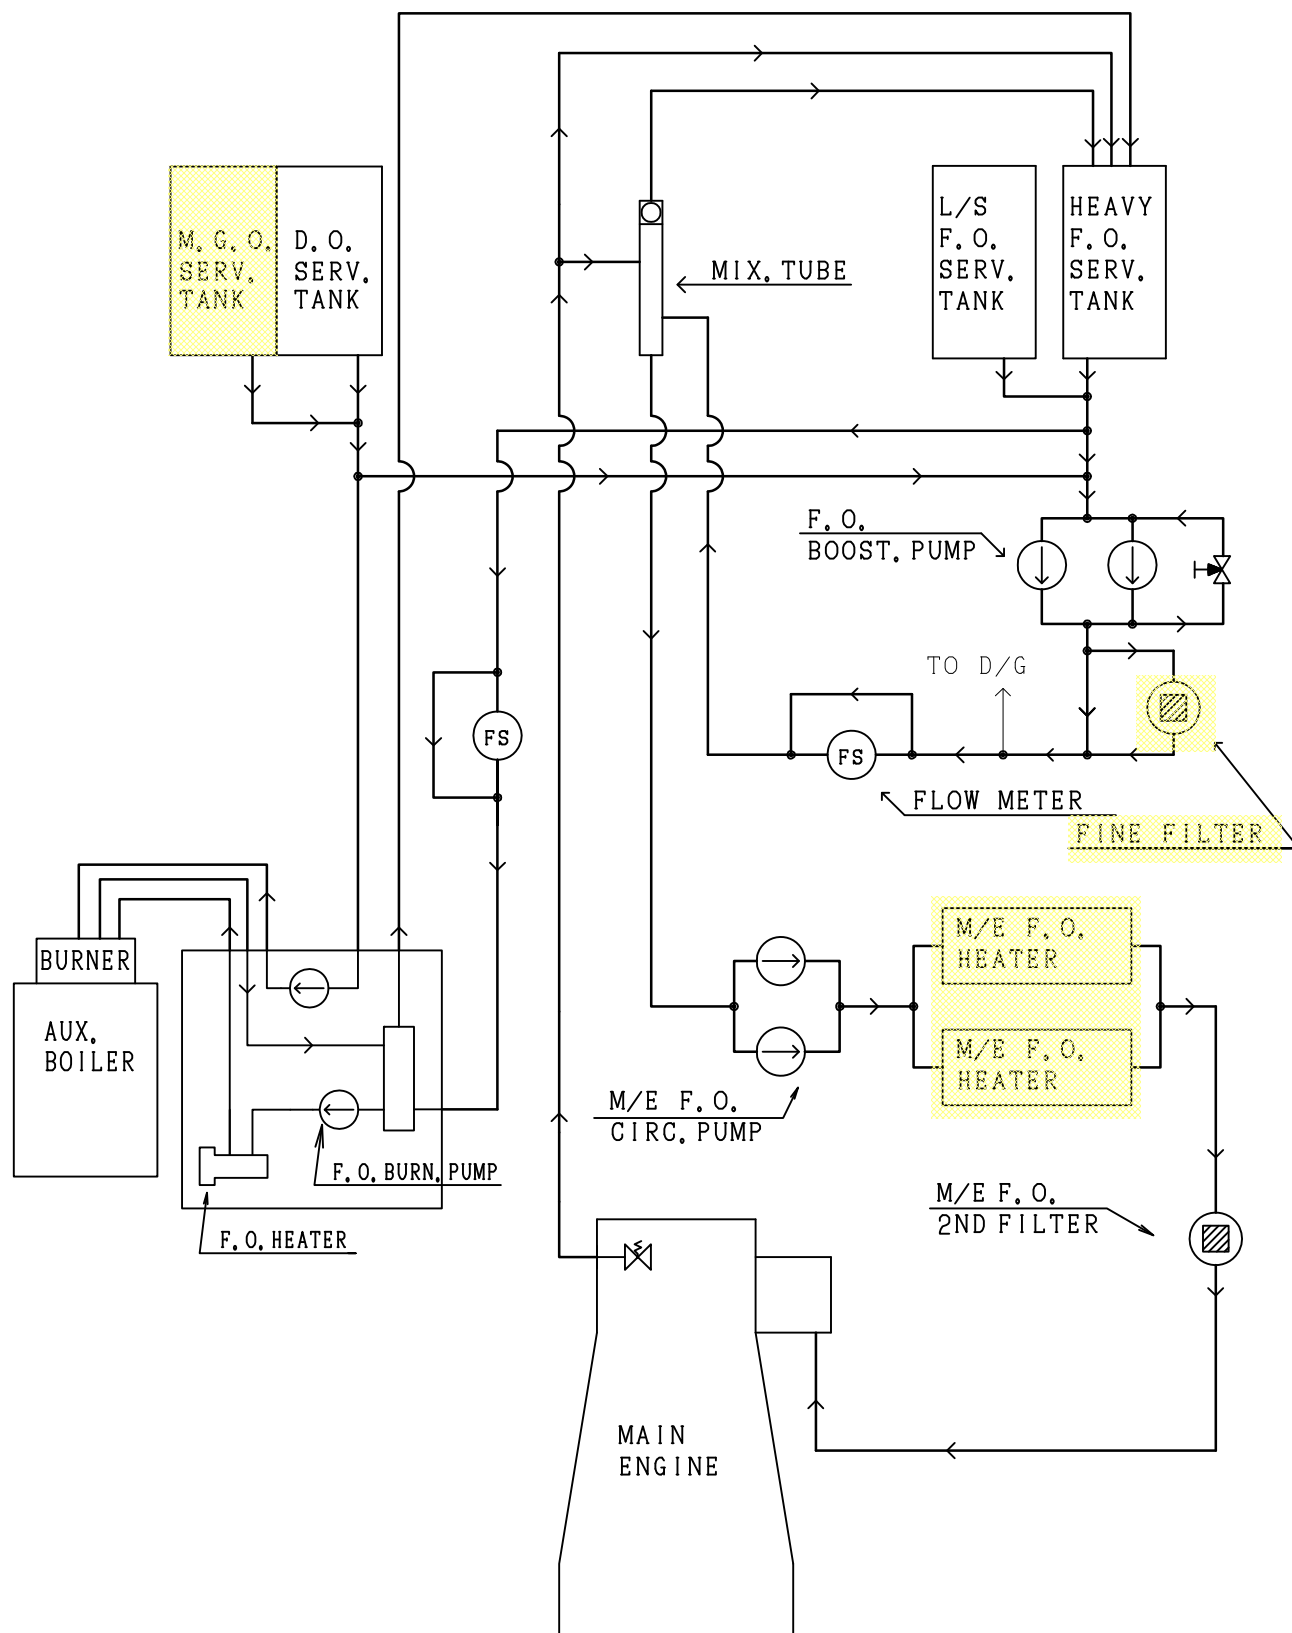 M.G.O.
SERV.
TANK
D.O.
SERV.
TANK
MIX. TUBE
L/S
F.O.
SERV.
TANK
HEAVY
F.O.
SERV.
TANK
F.O.
BOOST. PUMP
TO D/G
FS
FS
FLOW METER
FINE FILTER
BURNER
AUX.
BOILER
M/E F.O.
HEATER
M/E F.O.
HEATER
M/E F.O.
CIRC. PUMP
F.O. BURN. PUMP
F.O. HEATER
M/E F.O.
2ND FILTER
MAIN
ENGINE